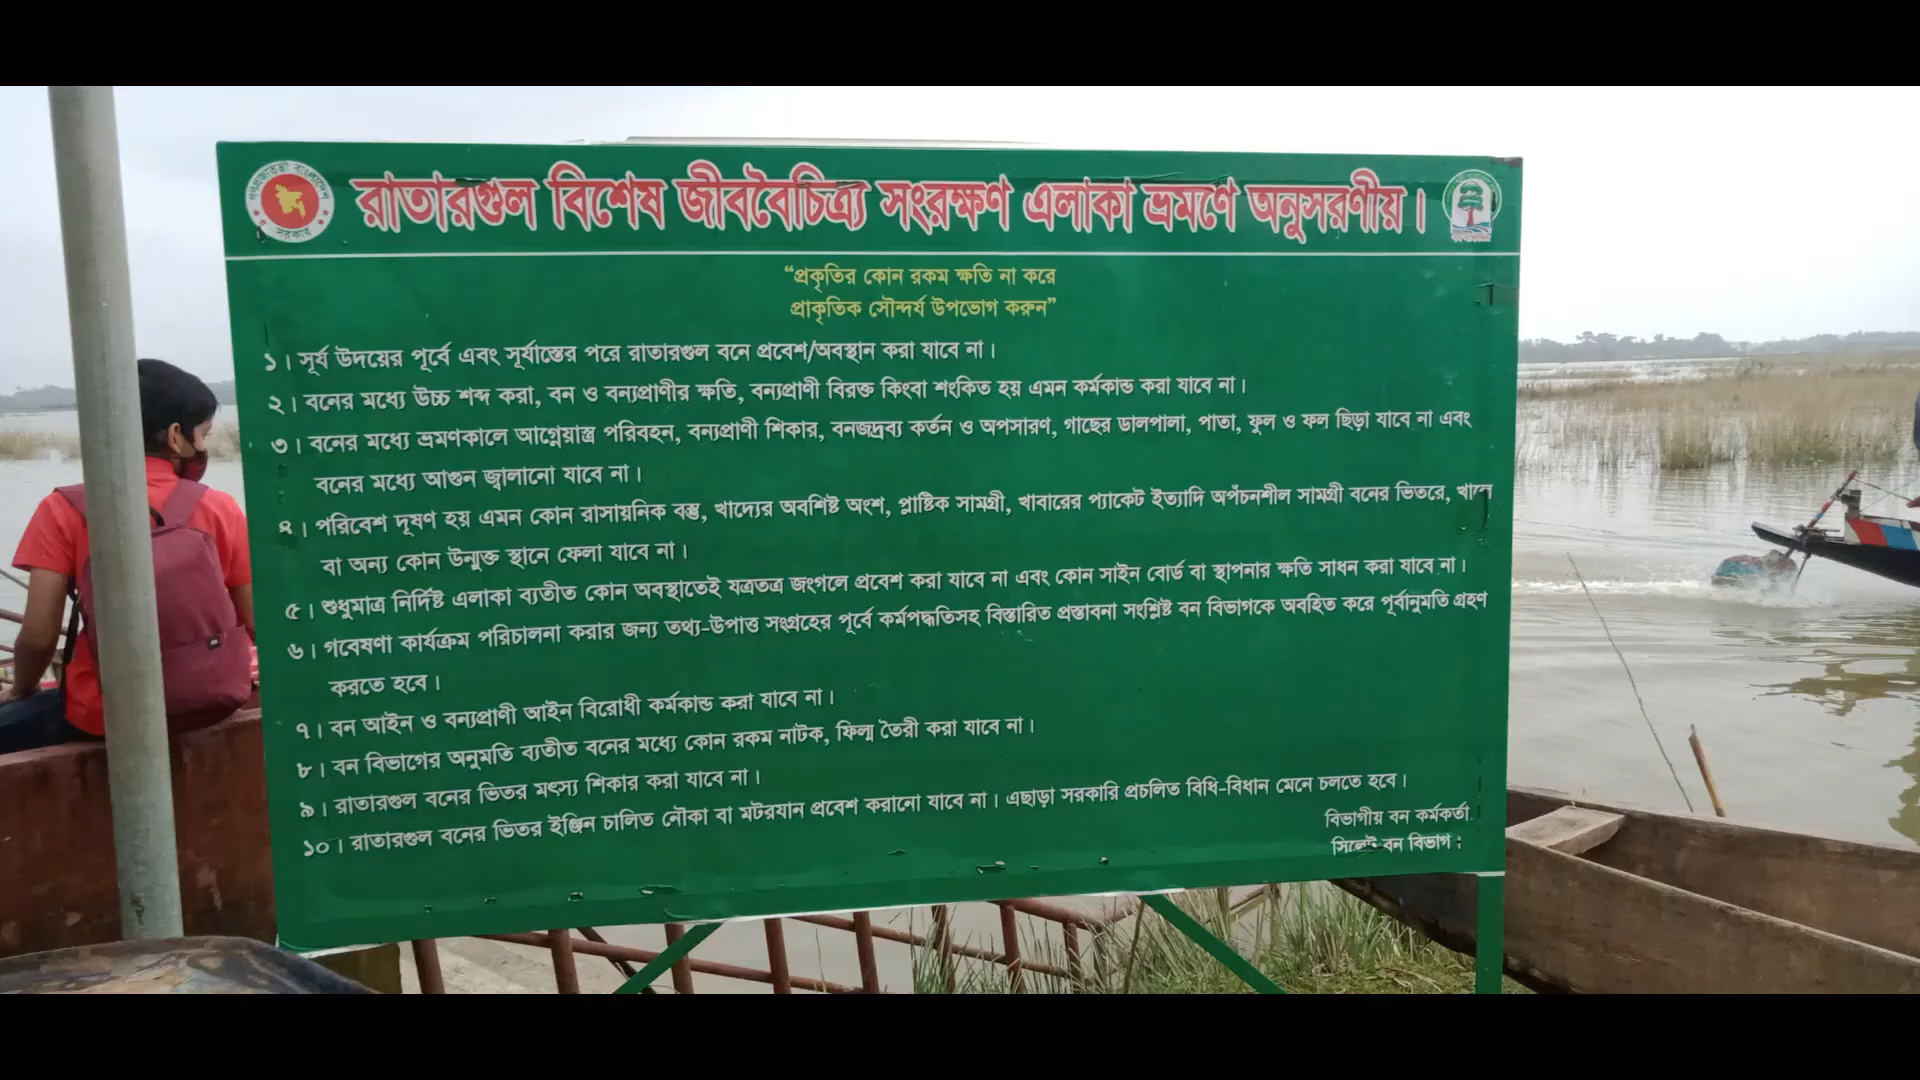 গণপ্রজাতন্ত্রী বাংলাদেশ
সরকার
রাতারগুল বিশেষ জীববৈচিত্র্য সংরক্ষণ এলাকা ভ্রমণে অনুসরণীয়।
“প্রকৃতির কোন রকম ক্ষতি না করে
প্রাকৃতিক সৌন্দর্য উপভোগ করুন”
১। সূর্য উদয়ের পূর্বে এবং সূর্যাস্তের পরে রাতারগুল বনে প্রবেশ/অবস্থান করা যাবে না।
২। বনের মধ্যে উচ্চ শব্দ করা, বন ও বন্যপ্রাণীর ক্ষতি, বন্যপ্রাণী বিরক্ত কিংবা শংকিত হয় এমন কর্মকান্ড করা যাবে না।
৩। বনের মধ্যে ভ্রমণকালে আগ্নেয়াস্ত্র পরিবহন, বন্যপ্রাণী শিকার, বনজদ্রব্য কর্তন ও অপসারণ, গাছের ডালপালা, পাতা, ফুল ও ফল ছিড়া যাবে না এবং
বনের মধ্যে আগুন জ্বালানো যাবে না।
৪। পরিবেশ দূষণ হয় এমন কোন রাসায়নিক বস্তু, খাদ্যের অবশিষ্ট অংশ, প্লাষ্টিক সামগ্রী, খাবারের প্যাকেট ইত্যাদি অপঁচনশীল সামগ্রী বনের ভিতরে, খালে
বা অন্য কোন উন্মুক্ত স্থানে ফেলা যাবে না।
৫। শুধুমাত্র নির্দিষ্ট এলাকা ব্যতীত কোন অবস্থাতেই যত্রতত্র জংগলে প্রবেশ করা যাবে না এবং কোন সাইন বোর্ড বা স্থাপনার ক্ষতি সাধন করা যাবে না।
৬। গবেষণা কার্যক্রম পরিচালনা করার জন্য তথ্য-উপাত্ত সংগ্রহের পূর্বে কর্মপদ্ধতিসহ বিস্তারিত প্রস্তাবনা সংশ্লিষ্ট বন বিভাগকে অবহিত করে পূর্বানুমতি গ্রহণ
করতে হবে।
৭। বন আইন ও বন্যপ্রাণী আইন বিরোধী কর্মকান্ড করা যাবে না।
৮। বন বিভাগের অনুমতি ব্যতীত বনের মধ্যে কোন রকম নাটক, ফিল্ম তৈরী করা যাবে না।
৯। রাতারগুল বনের ভিতর মৎস্য শিকার করা যাবে না।
১০। রাতারগুল বনের ভিতর ইঞ্জিন চালিত নৌকা বা মটরযান প্রবেশ করানো যাবে না। এছাড়া সরকারি প্রচলিত বিধি-বিধান মেনে চলতে হবে।
বিভাগীয় বন কর্মকর্তা
সিলেট বন বিভাগ :